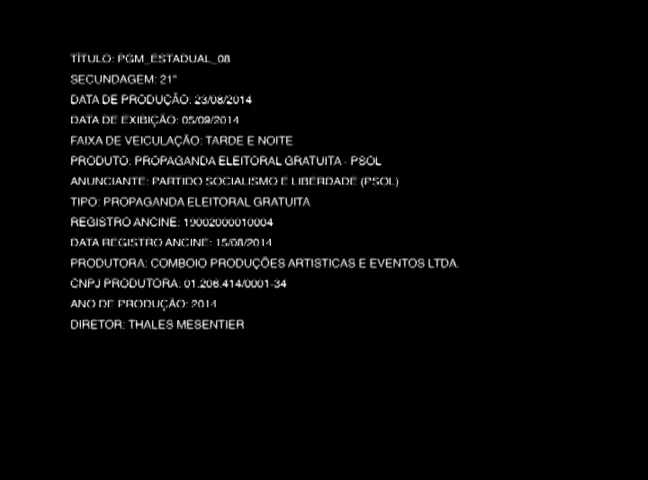 TÍTULO: PGM_ESTADUAL_08
SECUNDAGEM: 21"
DATA DE PRODUÇÃO: 23/08/2014
DATA DE EXIBIÇÃO: 05/09/2014
FAIXA DE VEICULAÇÃO: TARDE E NOITE
PRODUTO: PROPAGANDA ELEITORAL GRATUITA - PSOL
ANUNCIANTE: PARTIDO SOCIALISMO E LIBERDADE (PSOL)
TIPO: PROPAGANDA ELEITORAL GRATUITA
REGISTRO ANCINE: 19002000010004
DATA REGISTRO ANCINE: 15/08/2014
PRODUTORA: COMBOIO PRODUÇÕES ARTISTICAS E EVENTOS LTDA.
CNPJ PRODUTORA: 01.206.414/0001-34
ANO DE PRODUÇÃO: 2014
DIRETOR: THALES MESENTIER